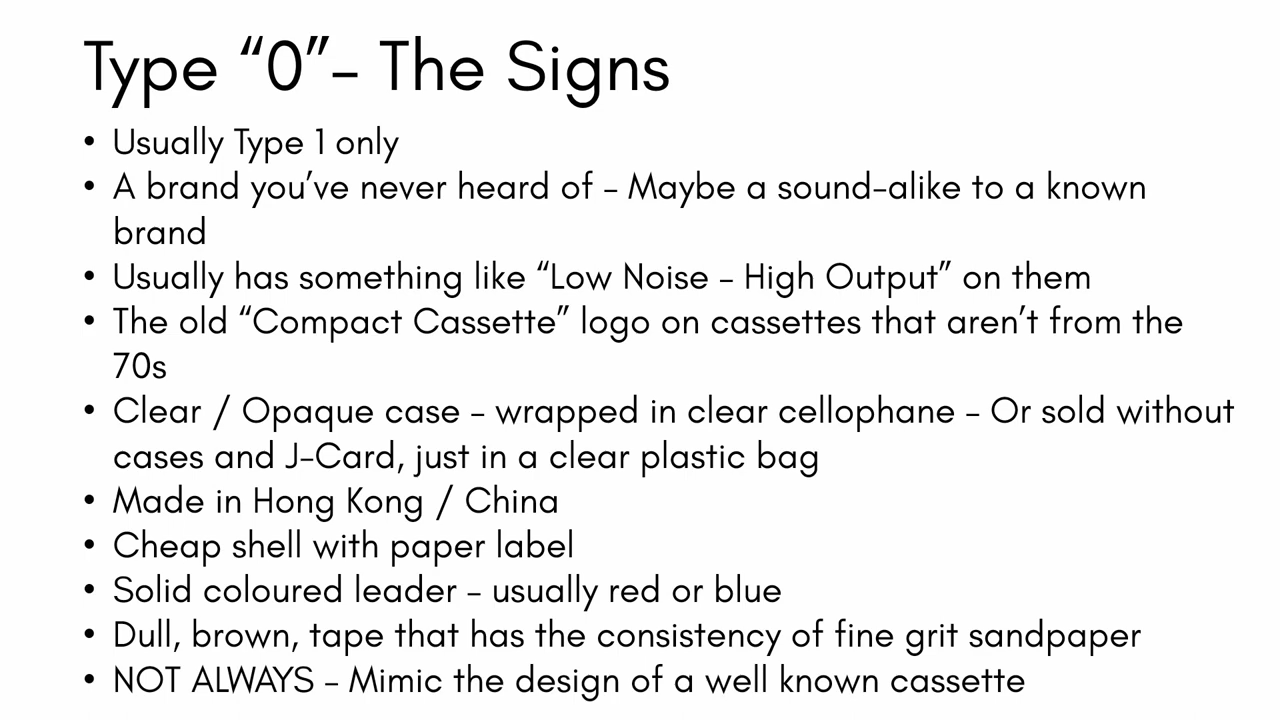 Type “0”– The Signs
• Usually Type 1 only
• A brand you’ve never heard of – Maybe a sound-alike to a known
brand
• Usually has something like “Low Noise – High Output” on them
• The old “Compact Cassette” logo on cassettes that aren’t from the
70s
• Clear / Opaque case – wrapped in clear cellophane – Or sold without
cases and J-Card, just in a clear plastic bag
• Made in Hong Kong / China
• Cheap shell with paper label
• Solid coloured leader – usually red or blue
• Dull, brown, tape that has the consistency of fine grit sandpaper
• NOT ALWAYS – Mimic the design of a well known cassette